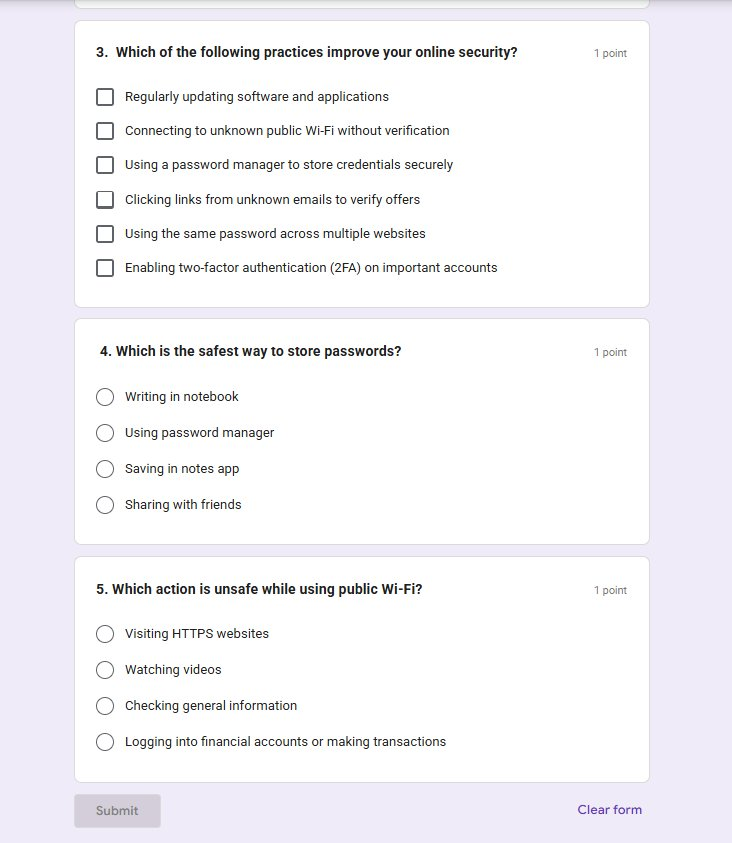 3. Which of the following practices improve your online security?
1 point
Regularly updating software and applications
Connecting to unknown public Wi-Fi without verification
Using a password manager to store credentials securely
Clicking links from unknown emails to verify offers
Using the same password across multiple websites
Enabling two-factor authentication (2FA) on important accounts
4. Which is the safest way to store passwords?
1 point
Writing in notebook
Using password manager
Saving in notes app
Sharing with friends
5. Which action is unsafe while using public Wi-Fi?
1 point
Visiting HTTPS websites
Watching videos
Checking general information
Logging into financial accounts or making transactions
Submit
Clear form